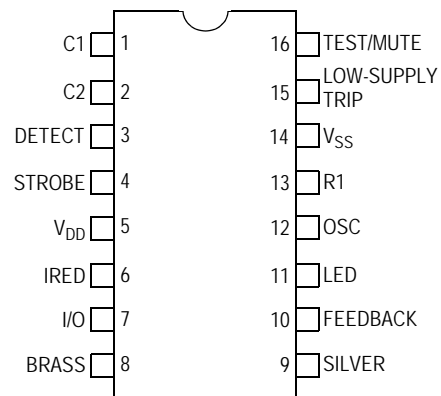 C1 1 16 TEST/MUTE
C2 2 15 LOW-SUPPLY
TRIP
DETECT 3 14 VSS
STROBE 4 13 R1
VDD 5 12 OSC
IRED 6 11 LED
I/O 7 10 FEEDBACK
BRASS 8 9 SILVER